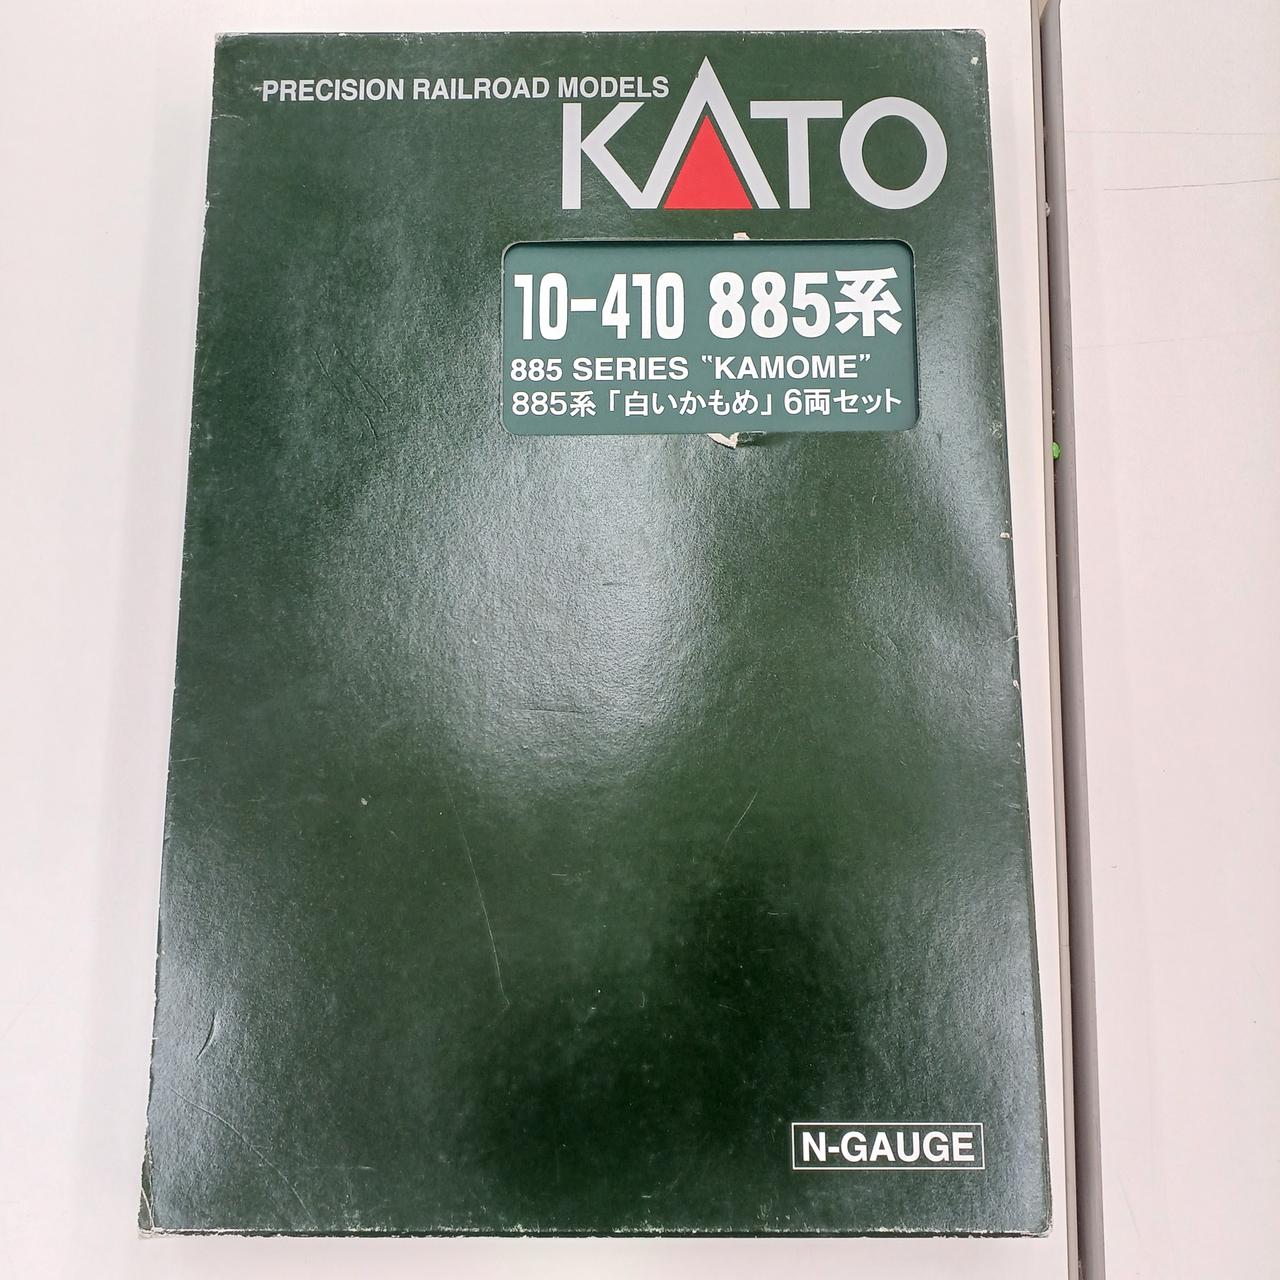 PRECISION RAILROAD MODELS
KATO
10-410 885系
885 SERIES "KAMOME"
885系「白いかもめ」6両セット
N-GAUGE